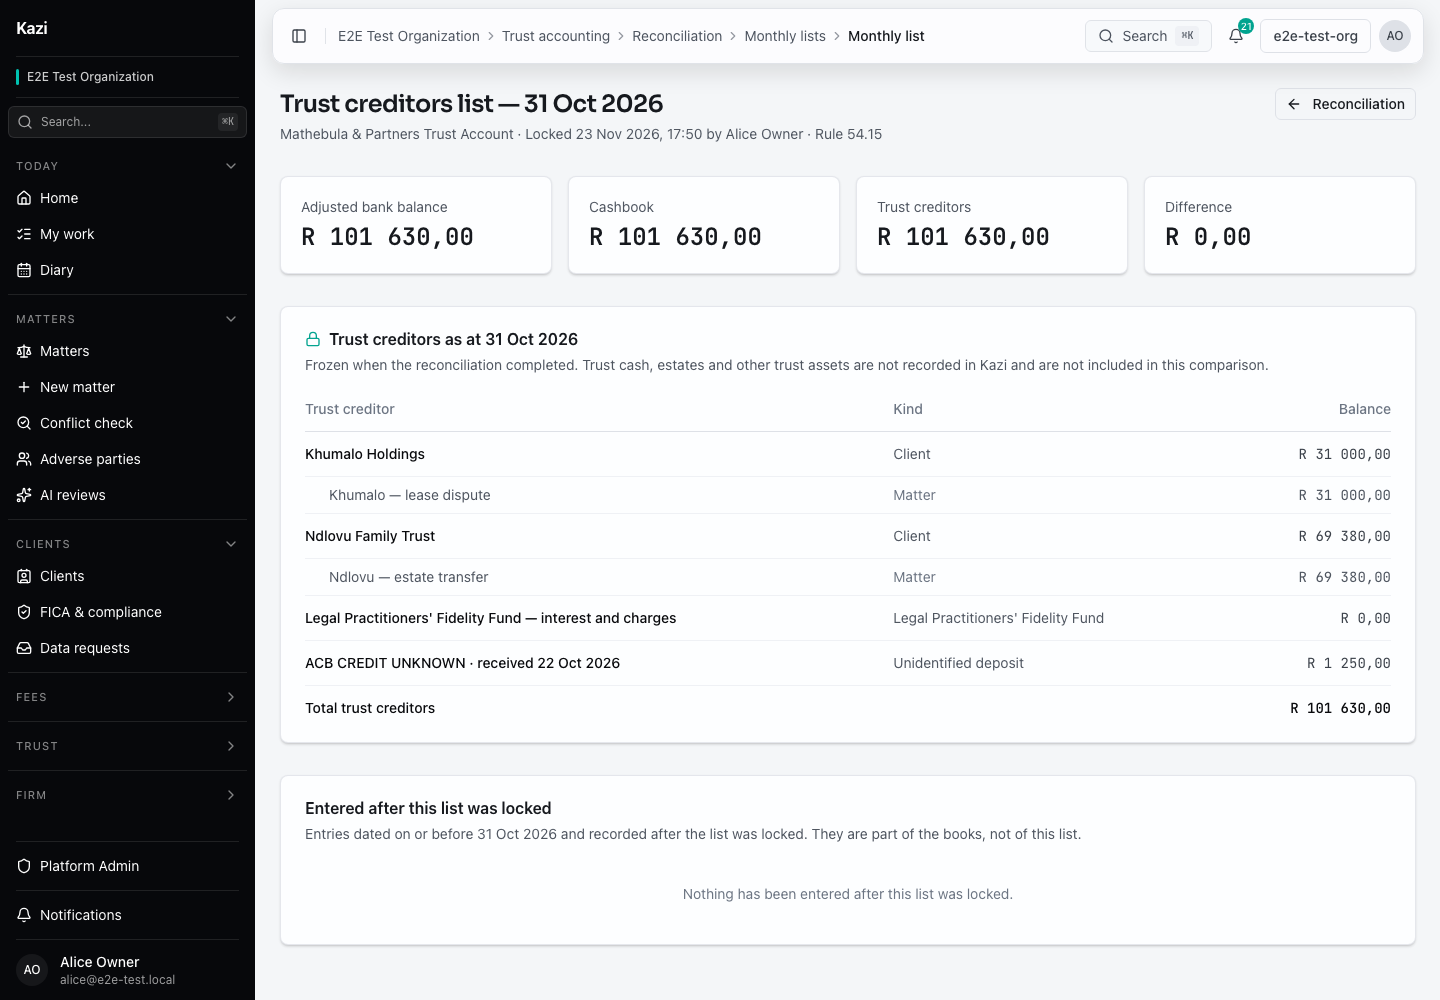 Kazi
E2E Test Organization
Search...
⌘K
TODAY
Home
My work
Diary
MATTERS
Matters
New matter
Conflict check
Adverse parties
AI reviews
CLIENTS
Clients
FICA & compliance
Data requests
FEES
TRUST
FIRM
Platform Admin
Notifications
AO
Alice Owner
alice@e2e-test.local
E2E Test Organization > Trust accounting > Reconciliation > Monthly lists > Monthly list
Search ⌘K
21
e2e-test-org
AO
Trust creditors list — 31 Oct 2026
Reconciliation
Mathebula & Partners Trust Account · Locked 23 Nov 2026, 17:50 by Alice Owner · Rule 54.15
Adjusted bank balance
R 101 630,00
Cashbook
R 101 630,00
Trust creditors
R 101 630,00
Difference
R 0,00
Trust creditors as at 31 Oct 2026
Frozen when the reconciliation completed. Trust cash, estates and other trust assets are not recorded in Kazi and are not included in this comparison.
Trust creditor Kind Balance
Khumalo Holdings Client R 31 000,00
Khumalo — lease dispute Matter R 31 000,00
Ndlovu Family Trust Client R 69 380,00
Ndlovu — estate transfer Matter R 69 380,00
Legal Practitioners' Fidelity Fund — interest and charges Legal Practitioners' Fidelity Fund R 0,00
ACB CREDIT UNKNOWN · received 22 Oct 2026 Unidentified deposit R 1 250,00
Total trust creditors R 101 630,00
Entered after this list was locked
Entries dated on or before 31 Oct 2026 and recorded after the list was locked. They are part of the books, not of this list.
Nothing has been entered after this list was locked.